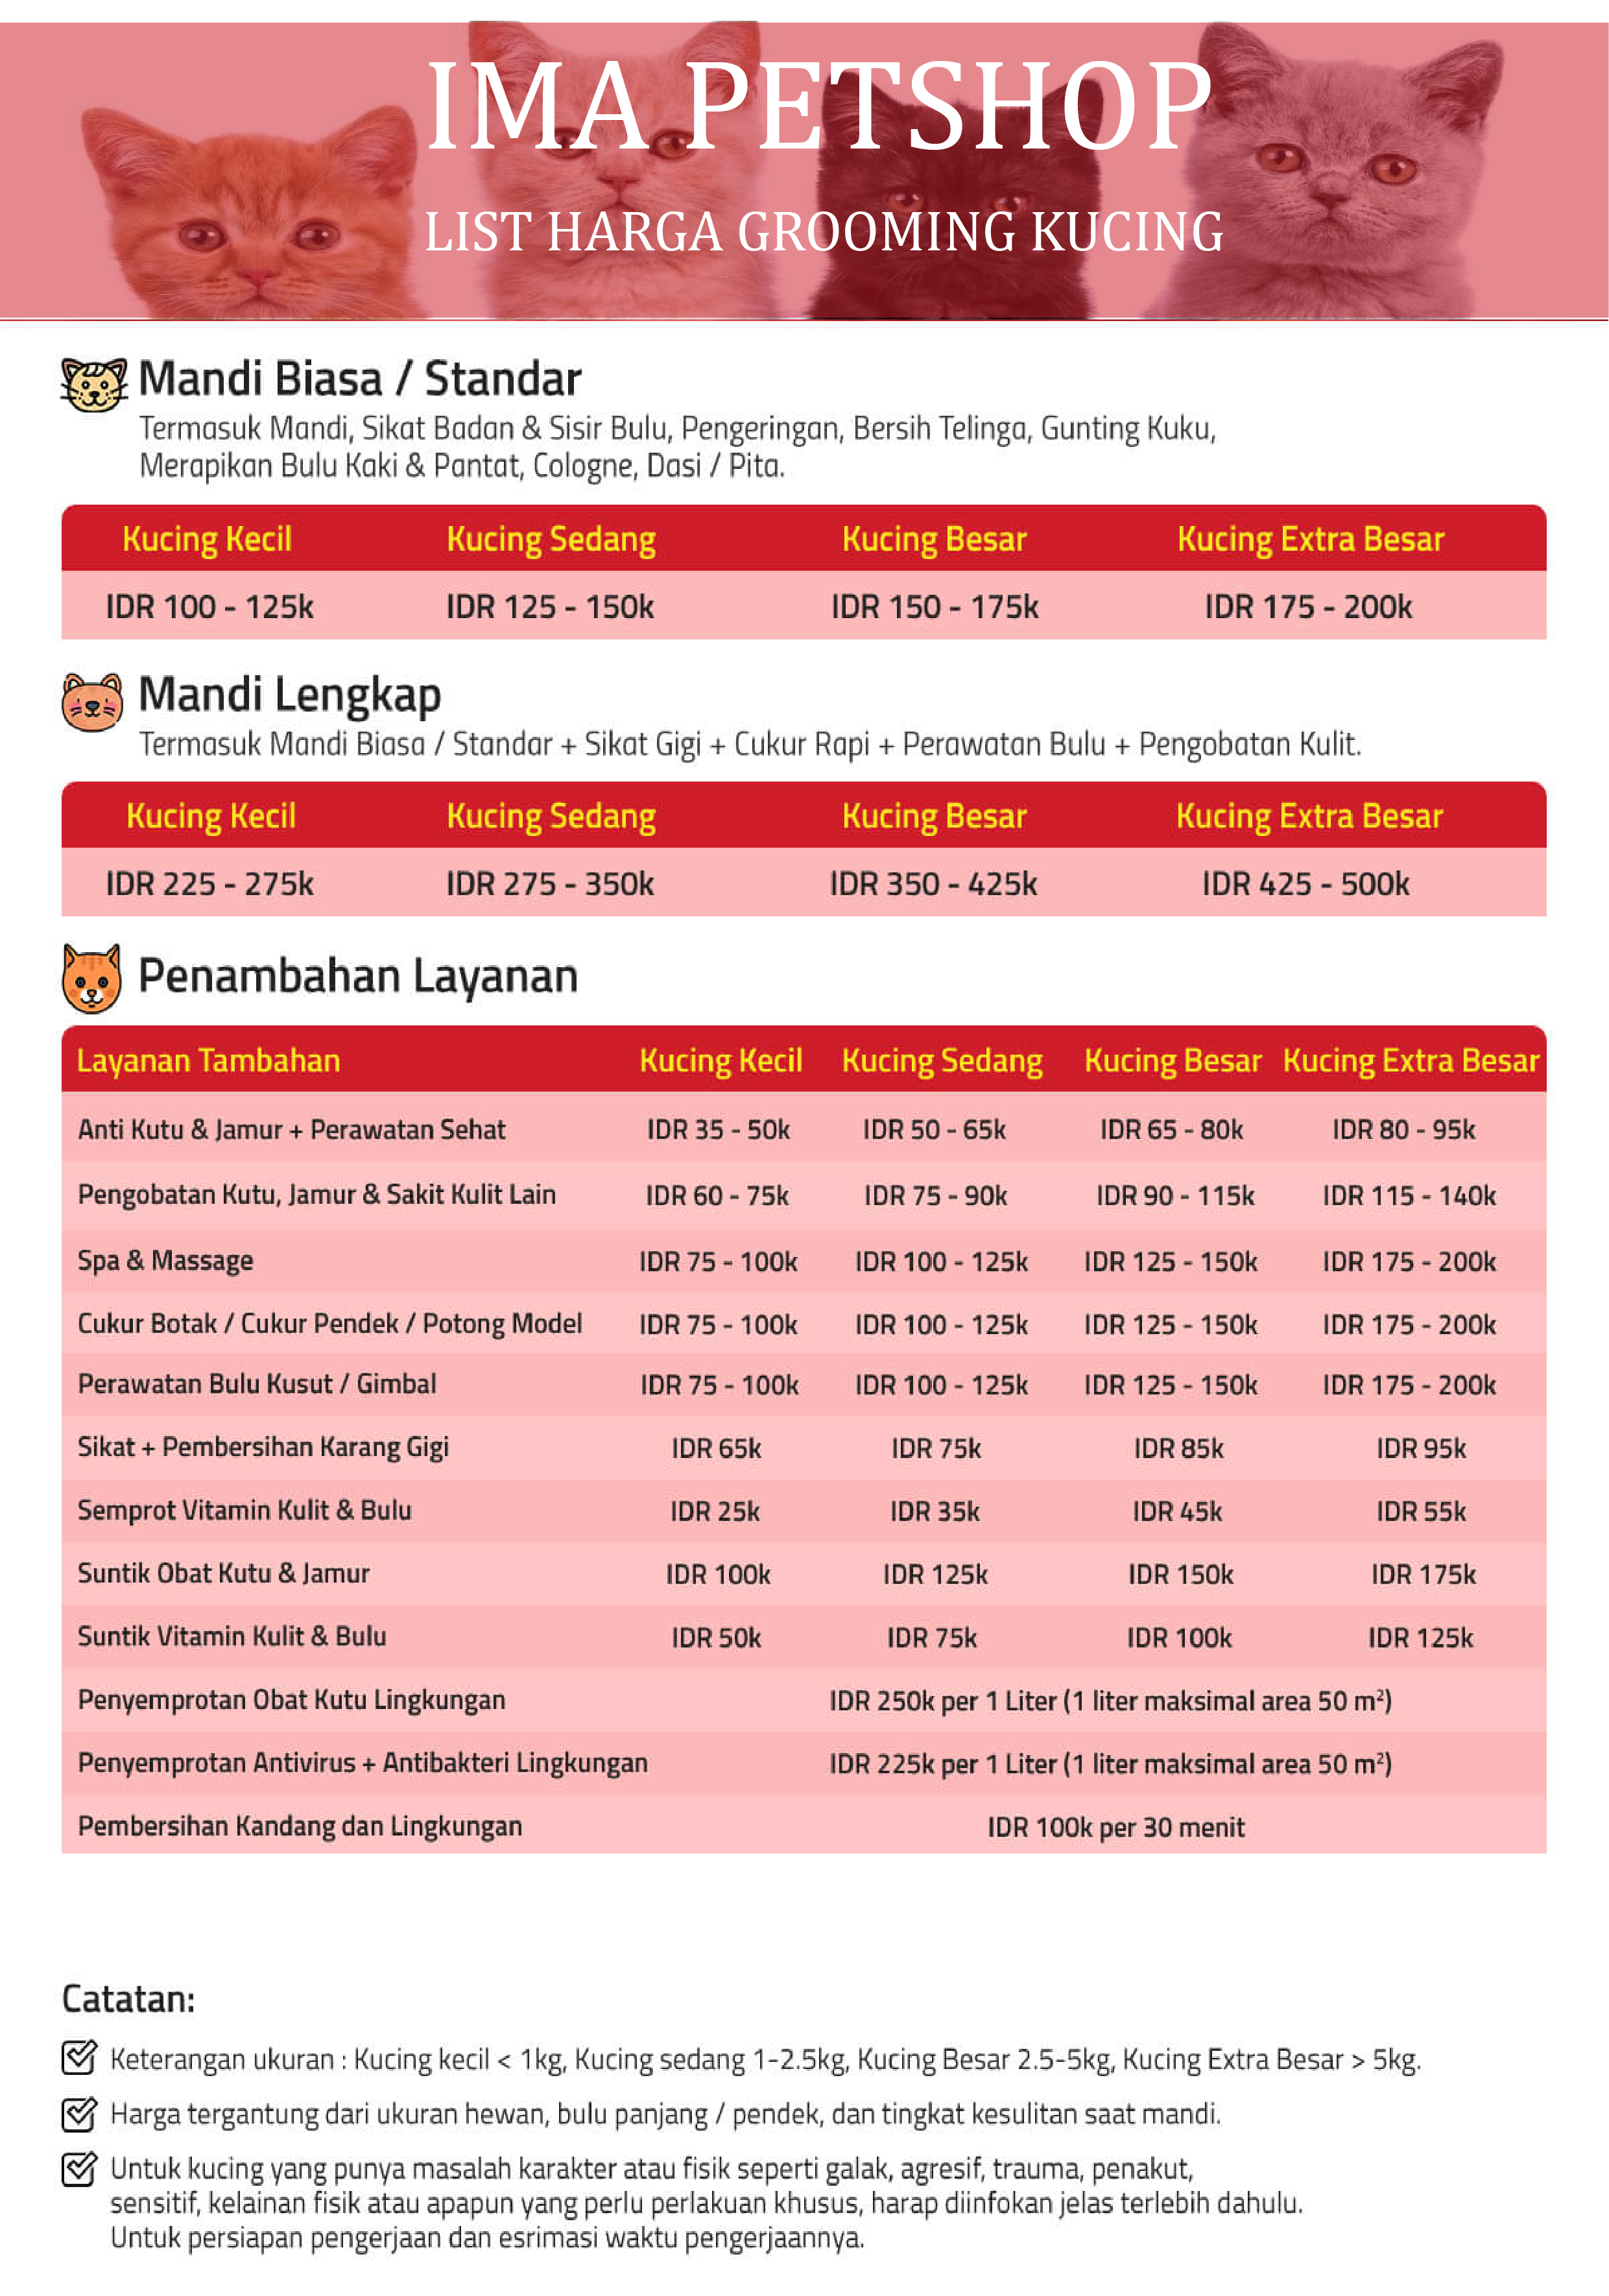 IMA PETSHOP
LIST HARGA GROOMING KUCING
Mandi Biasa / Standar
Termasuk Mandi, Sikat Badan & Sisir Bulu, Pengeringan, Bersih Telinga, Gunting Kuku,
Merapikan Bulu Kaki & Pantat, Cologne, Dasi / Pita.
Kucing Kecil Kucing Sedang Kucing Besar Kucing Extra Besar
IDR 100 - 125k IDR 125 - 150k IDR 150 - 175k IDR 175 - 200k
Mandi Lengkap
Termasuk Mandi Biasa / Standar + Sikat Gigi + Cukur Rapi + Perawatan Bulu + Pengobatan Kulit.
Kucing Kecil Kucing Sedang Kucing Besar Kucing Extra Besar
IDR 225 - 275k IDR 275 - 350k IDR 350 - 425k IDR 425 - 500k
Penambahan Layanan
Layanan Tambahan Kucing Kecil Kucing Sedang Kucing Besar Kucing Extra Besar
Anti Kutu & Jamur + Perawatan Sehat IDR 35 - 50k IDR 50 - 65k IDR 65 - 80k IDR 80 - 95k
Pengobatan Kutu, Jamur & Sakit Kulit Lain IDR 60 - 75k IDR 75 - 90k IDR 90 - 115k IDR 115 - 140k
Spa & Massage IDR 75 - 100k IDR 100 - 125k IDR 125 - 150k IDR 175 - 200k
Cukur Botak / Cukur Pendek / Potong Model IDR 75 - 100k IDR 100 - 125k IDR 125 - 150k IDR 175 - 200k
Perawatan Bulu Kusut / Gimbal IDR 75 - 100k IDR 100 - 125k IDR 125 - 150k IDR 175 - 200k
Sikat + Pembersihan Karang Gigi IDR 65k IDR 75k IDR 85k IDR 95k
Semprot Vitamin Kulit & Bulu IDR 25k IDR 35k IDR 45k IDR 55k
Suntik Obat Kutu & Jamur IDR 100k IDR 125k IDR 150k IDR 175k
Suntik Vitamin Kulit & Bulu IDR 50k IDR 75k IDR 100k IDR 125k
Penyemprotan Obat Kutu Lingkungan IDR 250k per 1 Liter (1 liter maksimal area 50 m²)
Penyemprotan Antivirus + Antibakteri Lingkungan IDR 225k per 1 Liter (1 liter maksimal area 50 m²)
Pembersihan Kandang dan Lingkungan IDR 100k per 30 menit
Catatan:
Keterangan ukuran : Kucing kecil < 1kg, Kucing sedang 1-2.5kg, Kucing Besar 2.5-5kg, Kucing Extra Besar > 5kg.
Harga tergantung dari ukuran hewan, bulu panjang / pendek, dan tingkat kesulitan saat mandi.
Untuk kucing yang punya masalah karakter atau fisik seperti galak, agresif, trauma, penakut,
sensitif, kelainan fisik atau apapun yang perlu perlakuan khusus, harap diinfokan jelas terlebih dahulu.
Untuk persiapan pengerjaan dan esrimasi waktu pengerjaannya.